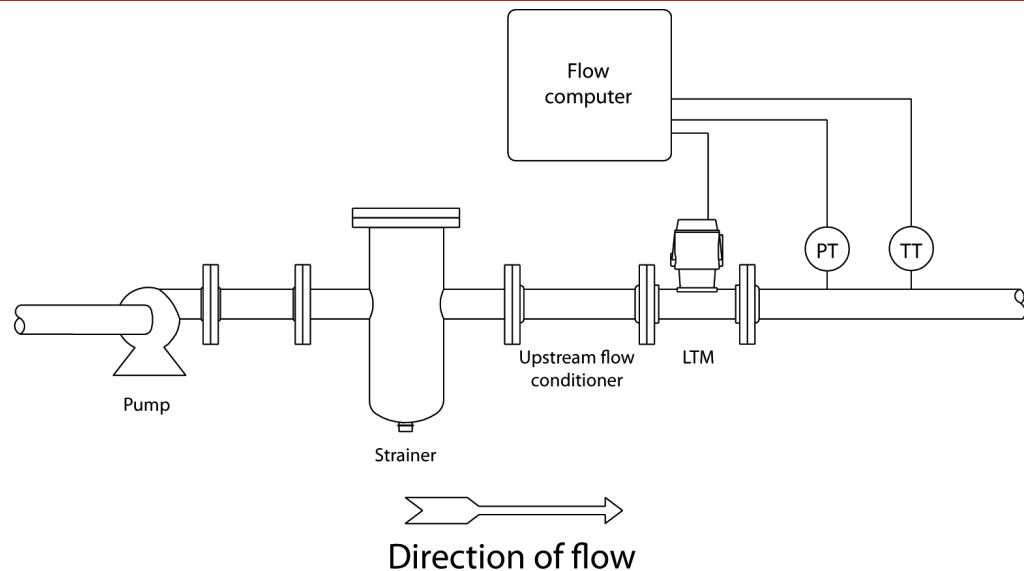 Flow
computer
PT
TT
Upstream flow
conditioner
LTM
Pump
Strainer
Direction of flow